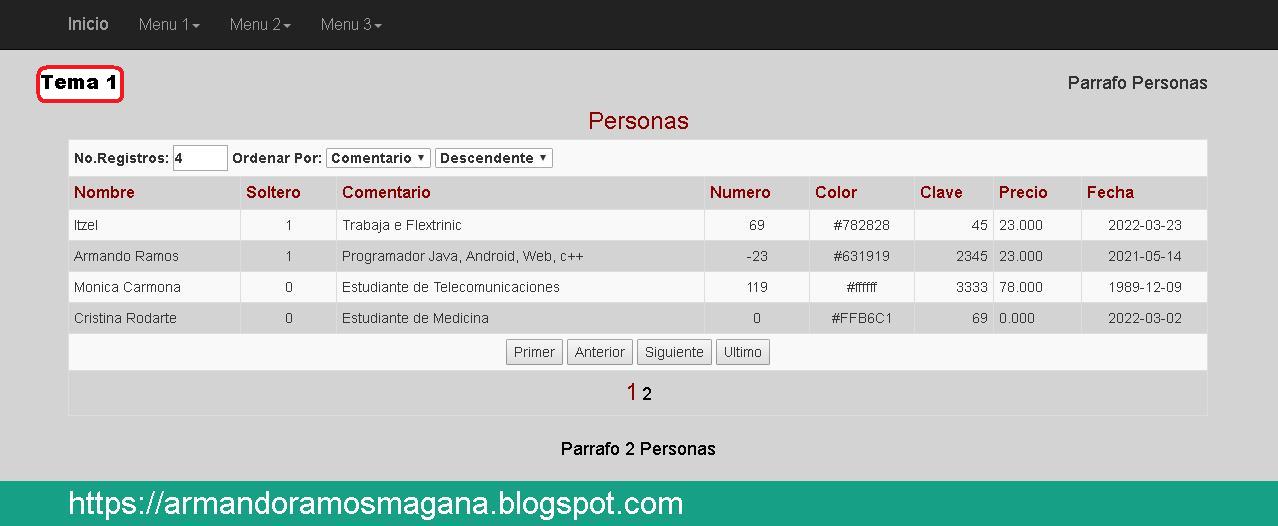 Inicio Menu 1 Menu 2 Menu 3
Tema 1
Parrafo Personas
Personas
No.Registros: 4 Ordenar Por: Comentario Descendente
Nombre Soltero Comentario Numero Color Clave Precio Fecha
Itzel 1 Trabaja e Flextrinic 69 #782828 45 23.000 2022-03-23
Armando Ramos 1 Programador Java, Android, Web, c++ -23 #631919 2345 23.000 2021-05-14
Monica Carmona 0 Estudiante de Telecomunicaciones 119 #ffffff 3333 78.000 1989-12-09
Cristina Rodarte 0 Estudiante de Medicina 0 #FFB6C1 69 0.000 2022-03-02
Primer Anterior Siguiente Ultimo
1 2
Parrafo 2 Personas
https://armandoramosmagana.blogspot.com